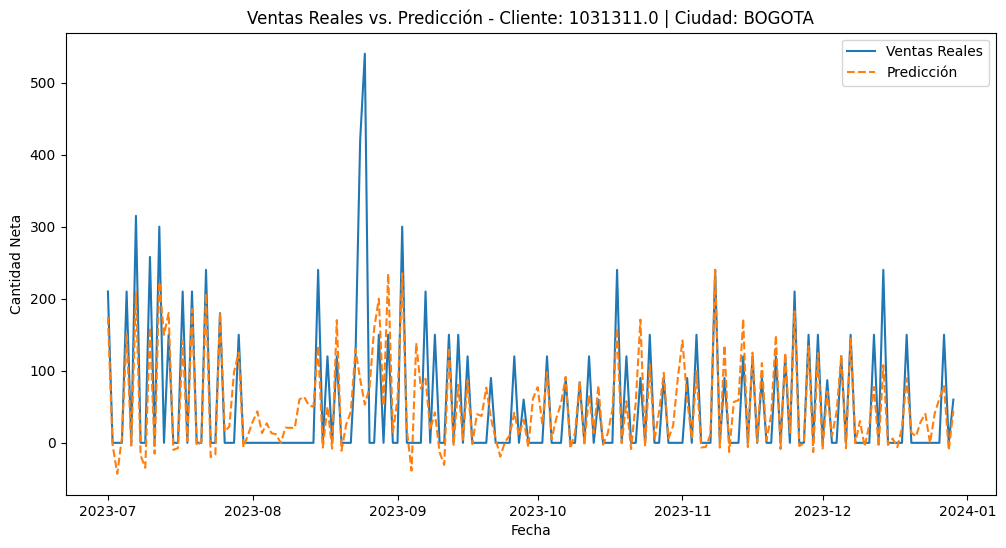 Ventas Reales vs. Predicción - Cliente: 1031311.0 | Ciudad: BOGOTA
Ventas Reales
Predicción
Cantidad Neta
500
400
300
200
100
0
2023-07
2023-08
2023-09
2023-10
2023-11
2023-12
2024-01
Fecha